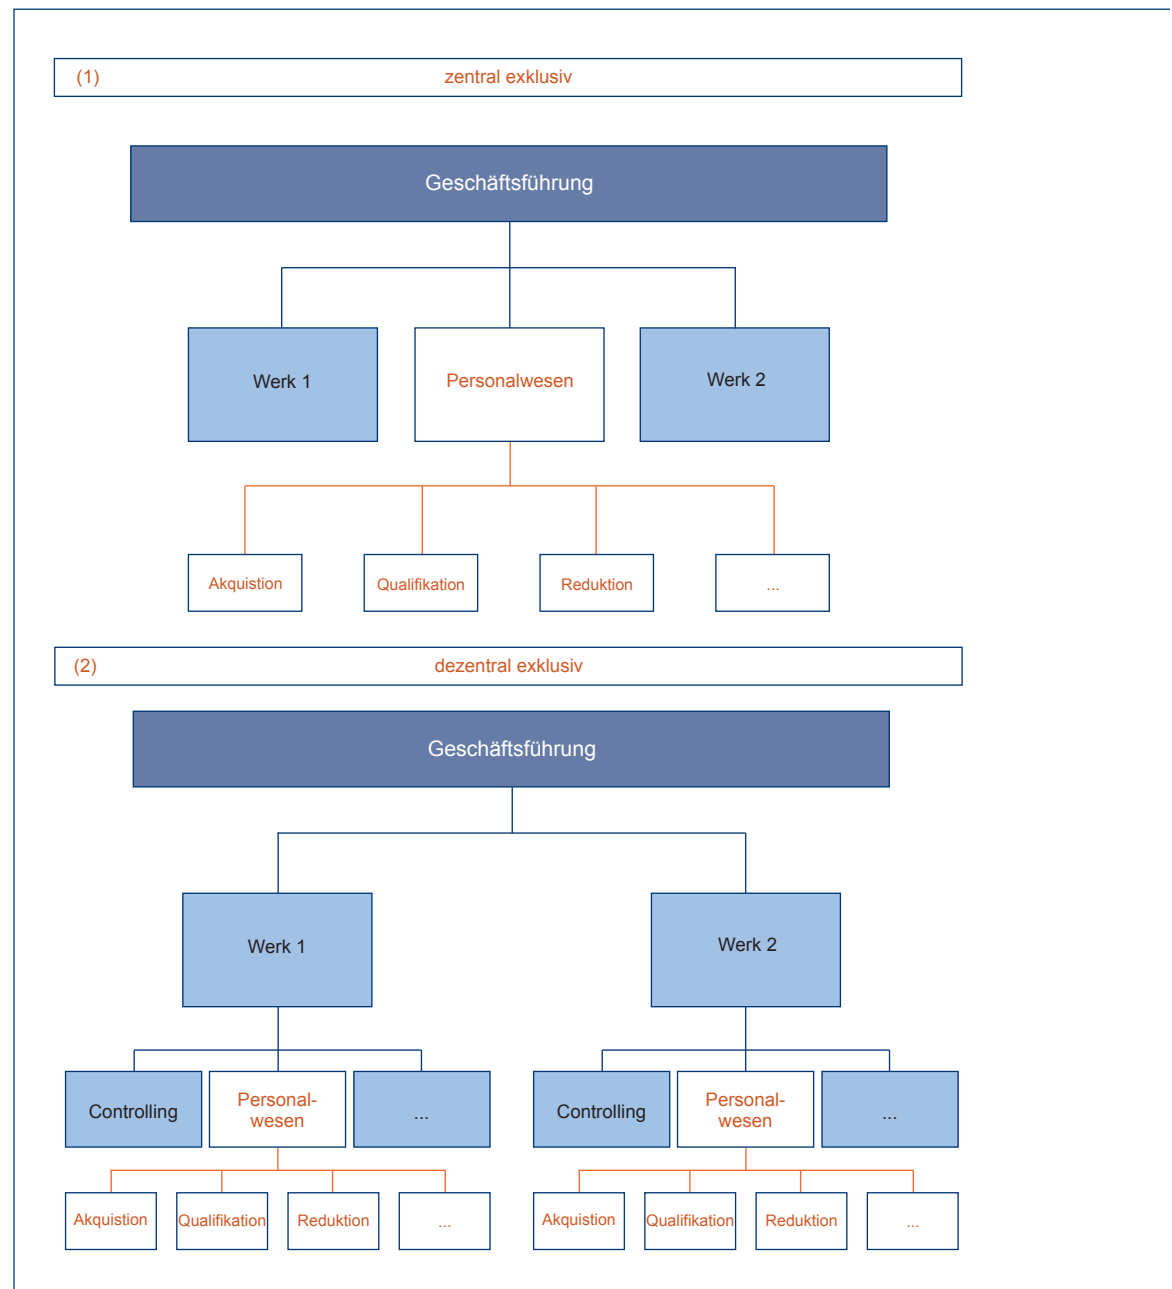 (1) zentral exklusiv
Geschäftsführung
Werk 1
Personalwesen
Werk 2
Akquistion
Qualifikation
Reduktion
...
(2) dezentral exklusiv
Geschäftsführung
Werk 1
Werk 2
Controlling
Personal-
wesen
...
Controlling
Personal-
wesen
...
Akquistion
Qualifikation
Reduktion
...
Akquistion
Qualifikation
Reduktion
...